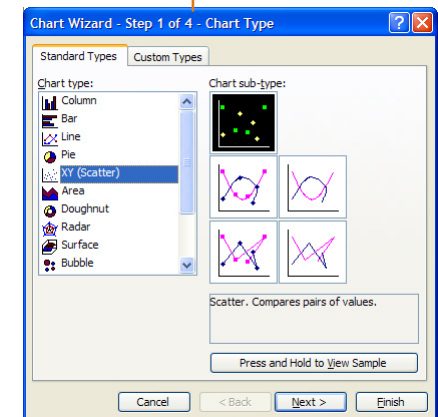 Chart Wizard - Step 1 of 4 - Chart Type
Standard Types
Custom Types
Chart type:
Column
Bar
Line
Pie
XY (Scatter)
Area
Doughnut
Radar
Surface
Bubble
Chart sub-type:
Scatter. Compares pairs of values.
Press and Hold to View Sample
Cancel
< Back
Next >
Finish